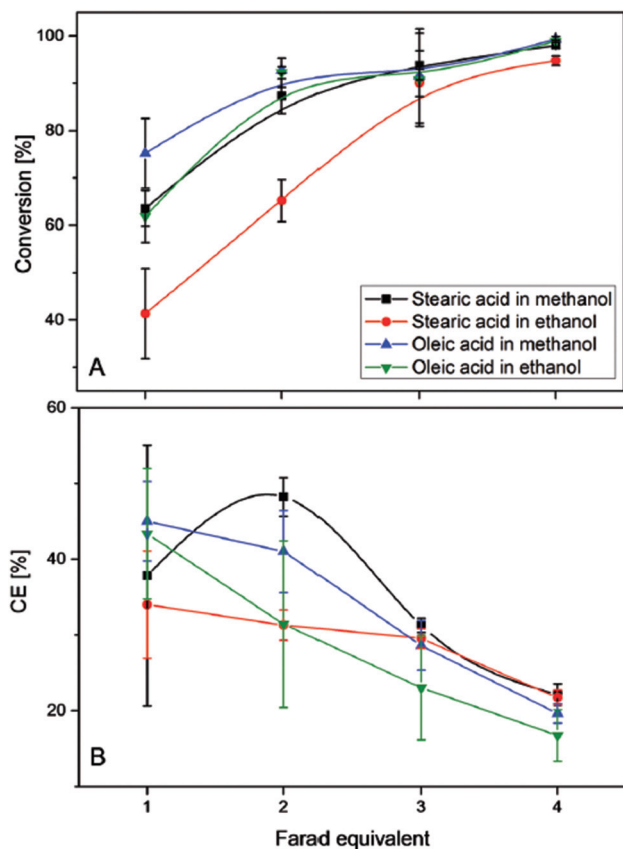 100
80
60
40
Conversion [%]
A
Stearic acid in methanol
Stearic acid in ethanol
Oleic acid in methanol
Oleic acid in ethanol
60
40
20
CE [%]
B
1 2 3 4
Farad equivalent